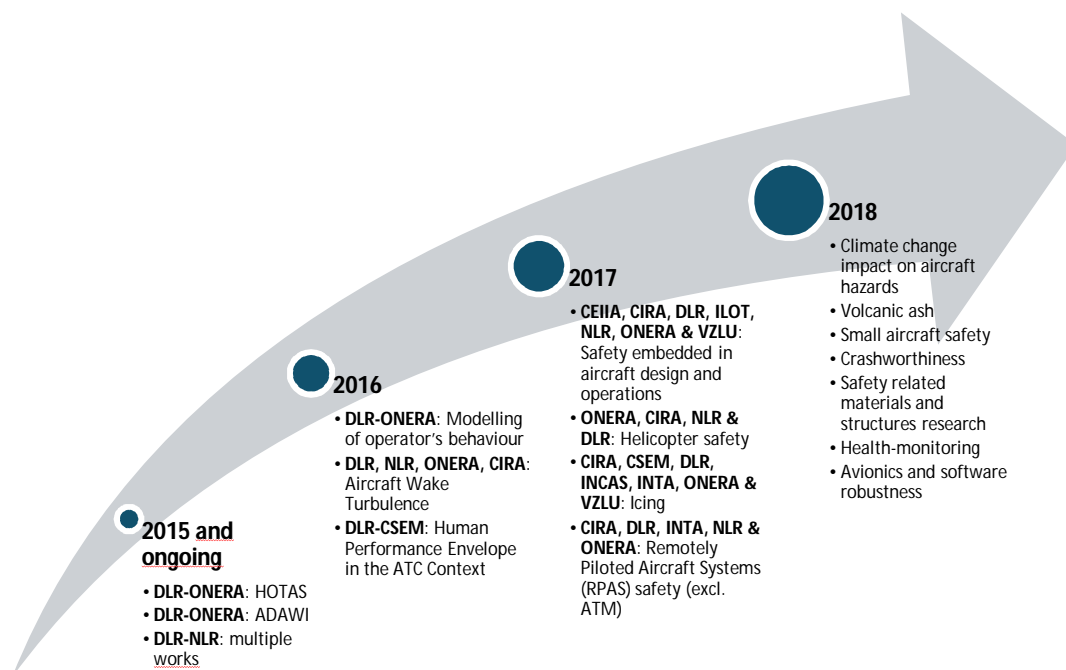 2015 and
ongoing
• DLR-ONERA: HOTAS
• DLR-ONERA: ADAWI
• DLR-NLR: multiple
works
2016
• DLR-ONERA: Modelling
of operator's behaviour
• DLR, NLR, ONERA, CIRA:
Aircraft Wake
Turbulence
• DLR-CSEM: Human
Performance Envelope
in the ATC Context
2017
• CEIIA, CIRA, DLR, ILOT,
NLR, ONERA & VZLU:
Safety embedded in
aircraft design and
operations
• ONERA, CIRA, NLR &
DLR: Helicopter safety
• CIRA, CSEM, DLR,
INCAS, INTA, ONERA &
VZLU: Icing
• CIRA, DLR, INTA, NLR &
ONERA: Remotely
Piloted Aircraft Systems
(RPAS) safety (excl.
ATM)
2018
• Climate change
impact on aircraft
hazards
• Volcanic ash
• Small aircraft safety
• Crashworthiness
• Safety related
materials and
structures research
• Health-monitoring
• Avionics and software
robustness